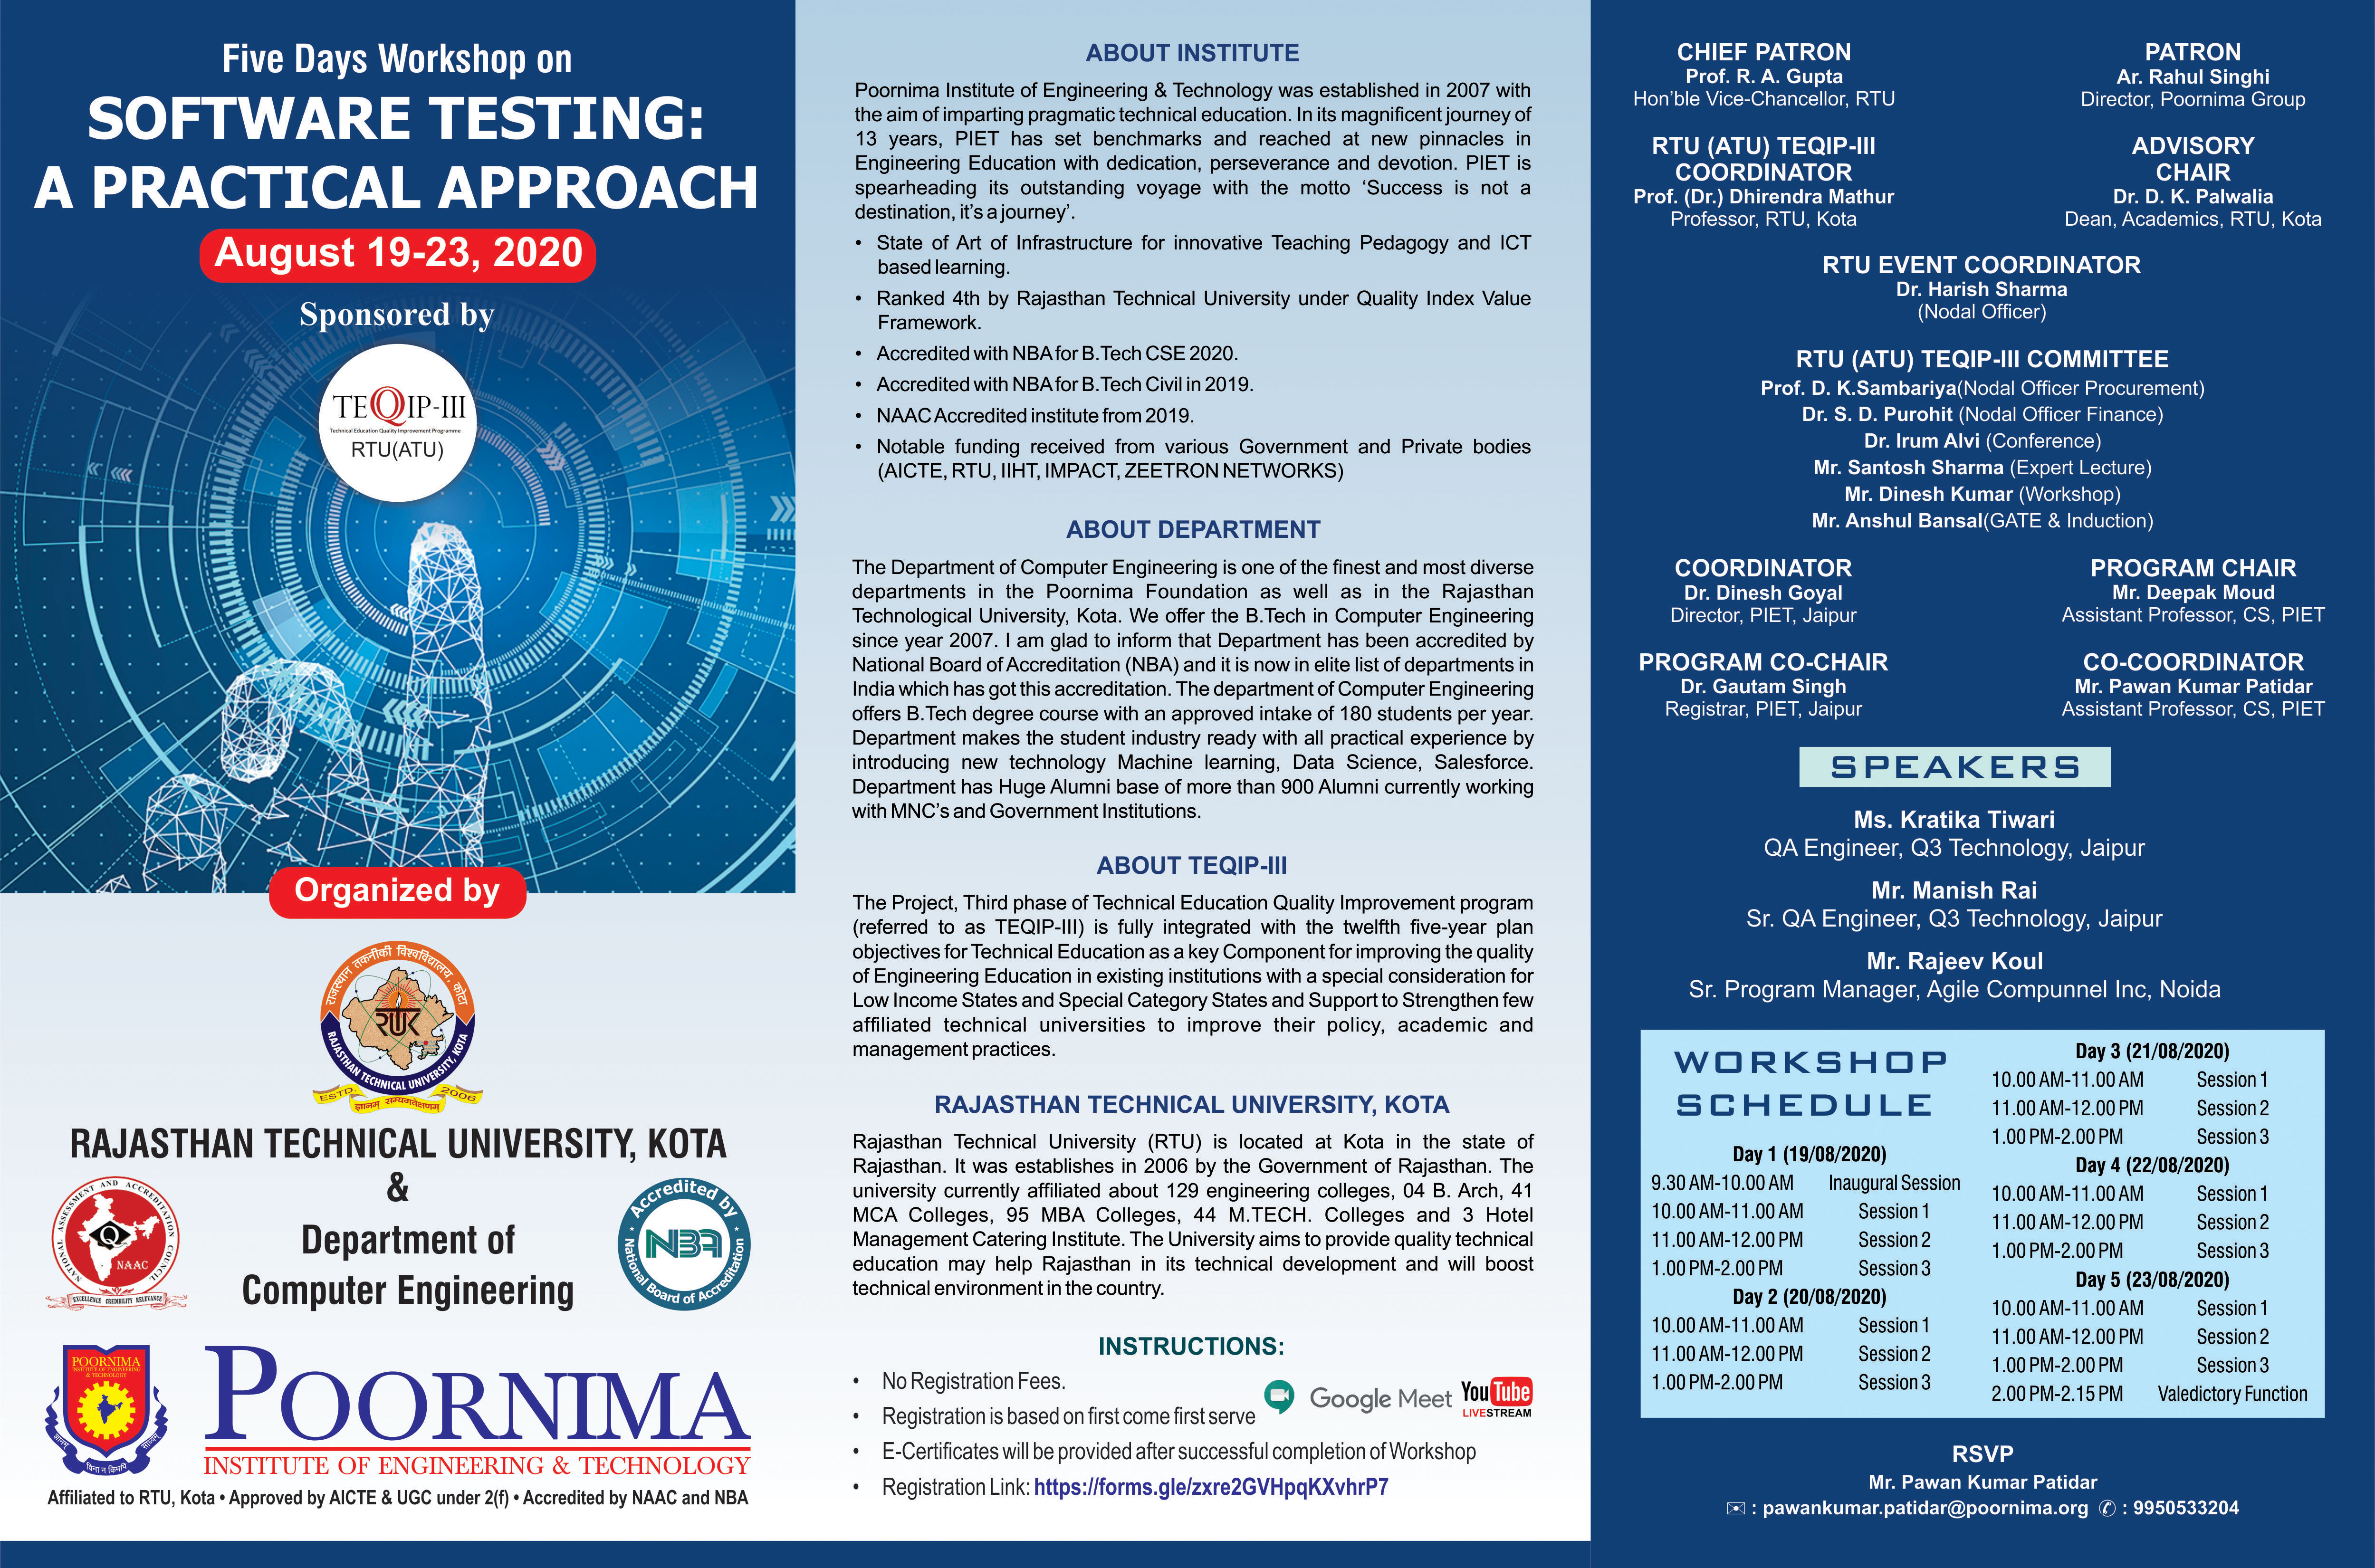 Five Days Workshop on
SOFTWARE TESTING:
A PRACTICAL APPROACH
August 19-23, 2020
Sponsored by
TEQIP-III
Technical Education Quality Improvement Programme
RTU(ATU)
Organized by
राजस्थान तकनीकी विश्वविद्यालय, कोटा
RTUK
RAJASTHAN TECHNICAL UNIVERSITY, KOTA
ESTD. 2006
ज्ञानम् सम्यगवेक्षणम्
RAJASTHAN TECHNICAL UNIVERSITY, KOTA
&
Department of
Computer Engineering
NATIONAL ASSESSMENT AND ACCREDITATION COUNCIL
Q
NAAC
EXCELLENCE CREDIBILITY RELEVANCE
Accredited by
NBA
National Board of Accreditation
POORNIMA
INSTITUTE OF ENGINEERING
& TECHNOLOGY
POORNIMA
INSTITUTE OF ENGINEERING & TECHNOLOGY
Affiliated to RTU, Kota • Approved by AICTE & UGC under 2(f) • Accredited by NAAC and NBA
ABOUT INSTITUTE
Poornima Institute of Engineering & Technology was established in 2007 with
the aim of imparting pragmatic technical education. In its magnificent journey of
13 years, PIET has set benchmarks and reached at new pinnacles in
Engineering Education with dedication, perseverance and devotion. PIET is
spearheading its outstanding voyage with the motto ‘Success is not a
destination, it’s a journey’.
• State of Art of Infrastructure for innovative Teaching Pedagogy and ICT
based learning.
• Ranked 4th by Rajasthan Technical University under Quality Index Value
Framework.
• Accredited with NBA for B.Tech CSE 2020.
• Accredited with NBA for B.Tech Civil in 2019.
• NAAC Accredited institute from 2019.
• Notable funding received from various Government and Private bodies
(AICTE, RTU, IIHT, IMPACT, ZEETRON NETWORKS)
ABOUT DEPARTMENT
The Department of Computer Engineering is one of the finest and most diverse
departments in the Poornima Foundation as well as in the Rajasthan
Technological University, Kota. We offer the B.Tech in Computer Engineering
since year 2007. I am glad to inform that Department has been accredited by
National Board of Accreditation (NBA) and it is now in elite list of departments in
India which has got this accreditation. The department of Computer Engineering
offers B.Tech degree course with an approved intake of 180 students per year.
Department makes the student industry ready with all practical experience by
introducing new technology Machine learning, Data Science, Salesforce.
Department has Huge Alumni base of more than 900 Alumni currently working
with MNC’s and Government Institutions.
ABOUT TEQIP-III
The Project, Third phase of Technical Education Quality Improvement program
(referred to as TEQIP-III) is fully integrated with the twelfth five-year plan
objectives for Technical Education as a key Component for improving the quality
of Engineering Education in existing institutions with a special consideration for
Low Income States and Special Category States and Support to Strengthen few
affiliated technical universities to improve their policy, academic and
management practices.
RAJASTHAN TECHNICAL UNIVERSITY, KOTA
Rajasthan Technical University (RTU) is located at Kota in the state of
Rajasthan. It was establishes in 2006 by the Government of Rajasthan. The
university currently affiliated about 129 engineering colleges, 04 B. Arch, 41
MCA Colleges, 95 MBA Colleges, 44 M.TECH. Colleges and 3 Hotel
Management Catering Institute. The University aims to provide quality technical
education may help Rajasthan in its technical development and will boost
technical environment in the country.
INSTRUCTIONS:
• No Registration Fees.
• Registration is based on first come first serve
Google Meet
YouTube
LIVESTREAM
• E-Certificates will be provided after successful completion of Workshop
• Registration Link: https://forms.gle/zxre2GVHpqKXvhrP7
CHIEF PATRON
Prof. R. A. Gupta
Hon’ble Vice-Chancellor, RTU
PATRON
Ar. Rahul Singhi
Director, Poornima Group
RTU (ATU) TEQIP-III
COORDINATOR
Prof. (Dr.) Dhirendra Mathur
Professor, RTU, Kota
ADVISORY
CHAIR
Dr. D. K. Palwalia
Dean, Academics, RTU, Kota
RTU EVENT COORDINATOR
Dr. Harish Sharma
(Nodal Officer)
RTU (ATU) TEQIP-III COMMITTEE
Prof. D. K.Sambariya(Nodal Officer Procurement)
Dr. S. D. Purohit (Nodal Officer Finance)
Dr. Irum Alvi (Conference)
Mr. Santosh Sharma (Expert Lecture)
Mr. Dinesh Kumar (Workshop)
Mr. Anshul Bansal(GATE & Induction)
COORDINATOR
Dr. Dinesh Goyal
Director, PIET, Jaipur
PROGRAM CHAIR
Mr. Deepak Moud
Assistant Professor, CS, PIET
PROGRAM CO-CHAIR
Dr. Gautam Singh
Registrar, PIET, Jaipur
CO-COORDINATOR
Mr. Pawan Kumar Patidar
Assistant Professor, CS, PIET
SPEAKERS
Ms. Kratika Tiwari
QA Engineer, Q3 Technology, Jaipur
Mr. Manish Rai
Sr. QA Engineer, Q3 Technology, Jaipur
Mr. Rajeev Koul
Sr. Program Manager, Agile Compunnel Inc, Noida
WORKSHOP
SCHEDULE
Day 1 (19/08/2020)
9.30 AM-10.00 AM Inaugural Session
10.00 AM-11.00 AM Session 1
11.00 AM-12.00 PM Session 2
1.00 PM-2.00 PM Session 3
Day 2 (20/08/2020)
10.00 AM-11.00 AM Session 1
11.00 AM-12.00 PM Session 2
1.00 PM-2.00 PM Session 3
Day 3 (21/08/2020)
10.00 AM-11.00 AM Session 1
11.00 AM-12.00 PM Session 2
1.00 PM-2.00 PM Session 3
Day 4 (22/08/2020)
10.00 AM-11.00 AM Session 1
11.00 AM-12.00 PM Session 2
1.00 PM-2.00 PM Session 3
Day 5 (23/08/2020)
10.00 AM-11.00 AM Session 1
11.00 AM-12.00 PM Session 2
1.00 PM-2.00 PM Session 3
2.00 PM-2.15 PM Valedictory Function
RSVP
Mr. Pawan Kumar Patidar
✉ : pawankumar.patidar@poornima.org ✆ : 9950533204